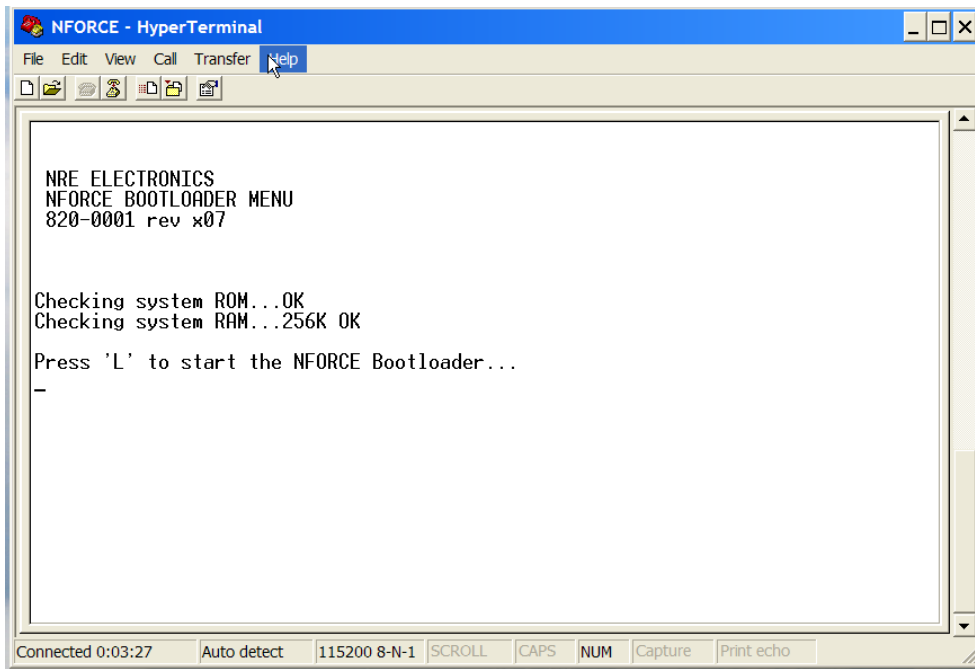 NFORCE - HyperTerminal
File Edit View Call Transfer Help
NRE ELECTRONICS
NFORCE BOOTLOADER MENU
820-0001 rev x07
Checking system ROM...OK
Checking system RAM...256K OK
Press 'L' to start the NFORCE Bootloader...
Connected 0:03:27 Auto detect 115200 8-N-1 SCROLL CAPS NUM Capture Print echo